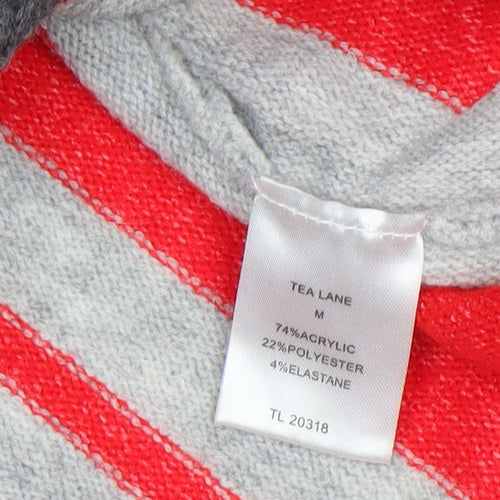 TEA LANE
M
74%ACRYLIC
22%POLYESTER
4%ELASTANE
TL 20318